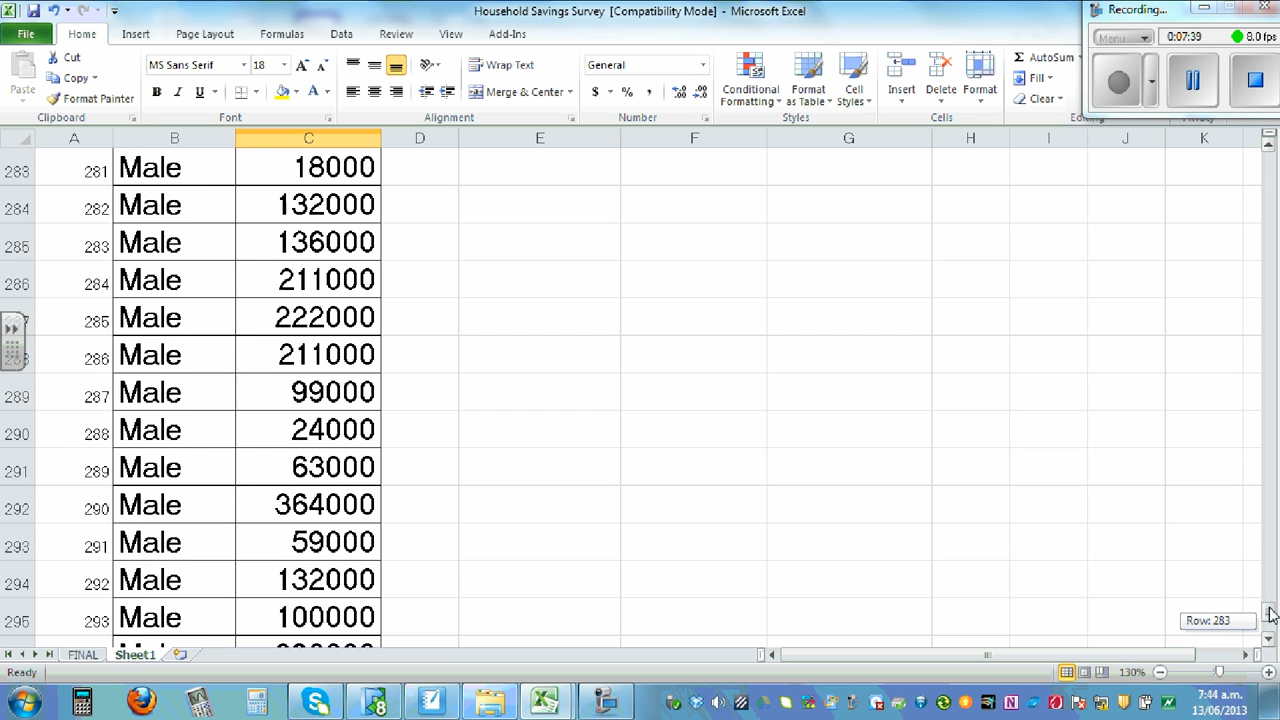 Household Savings Survey [Compatibility Mode] - Microsoft Excel
Recording...
File Home Insert Page Layout Formulas Data Review View Add-Ins
Menu 0:07:39 8.0 fps
Paste Cut Copy Format Painter
MS Sans Serif 18
B I U
Wrap Text
Merge & Center
General
$ % ,
Conditional Formatting
Format as Table
Cell Styles
Insert Delete Format
Σ AutoSum
Fill
Clear
Clipboard Font Alignment Number Styles Cells
A B C D E F G H I J K
283 281 Male 18000
284 282 Male 132000
285 283 Male 136000
286 284 Male 211000
285 Male 222000
286 Male 211000
289 287 Male 99000
290 288 Male 24000
291 289 Male 63000
292 290 Male 364000
293 291 Male 59000
294 292 Male 132000
295 293 Male 100000
Row: 283
FINAL Sheet1
Ready 130%
7:44 a.m.
13/06/2013